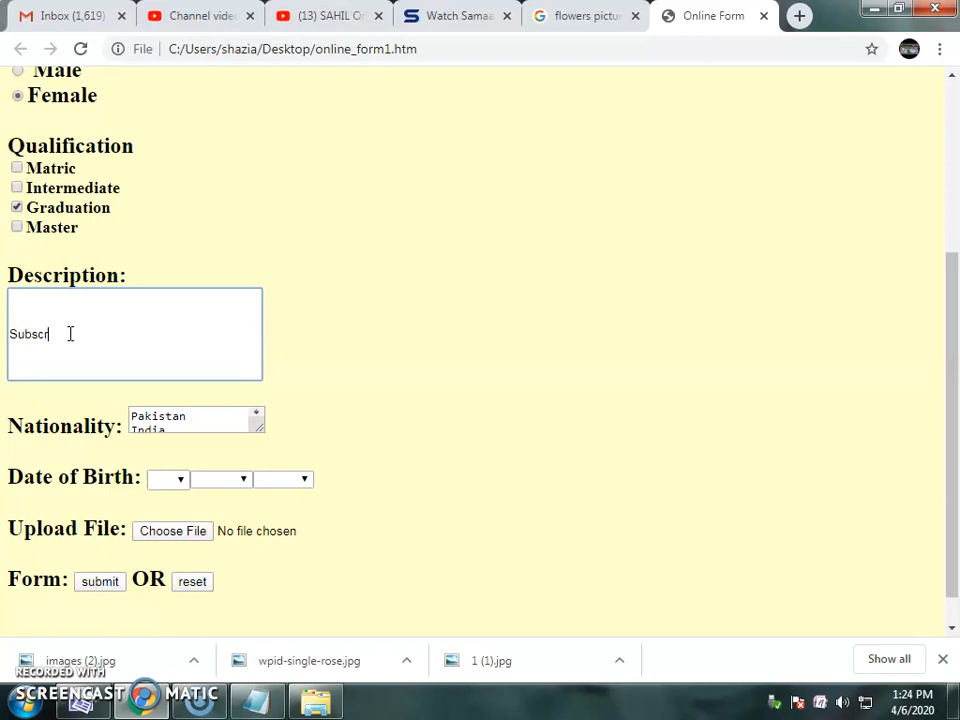 Inbox (1,619)
Channel vide
(13) SAHIL O
Watch Samaa
flowers pictur
Online Form
File
C:/Users/shazia/Desktop/online_form1.htm
Male
Female
Qualification
Matric
Intermediate
Graduation
Master
Description:
Subscr
Nationality:
Pakistan
India
Date of Birth:
Upload File:
Choose File
No file chosen
Form:
submit
OR
reset
images (2).jpg
wpid-single-rose.jpg
1 (1).jpg
Show all
RECORDED WITH
SCREENCAST MATIC
1:24 PM
4/6/2020